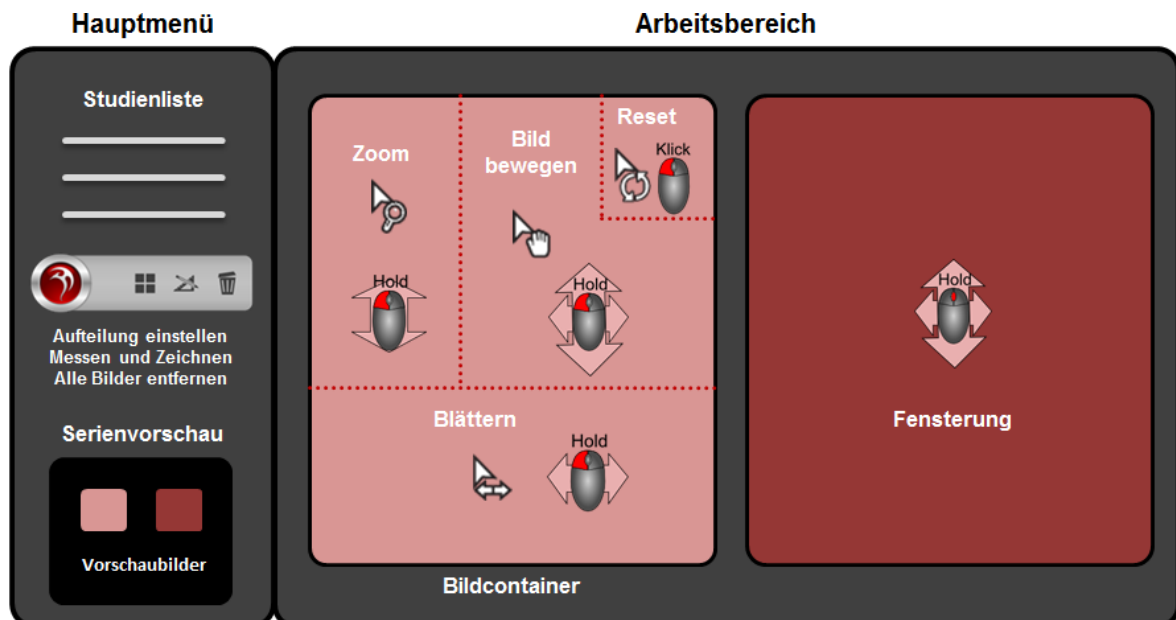 Hauptmenü
Arbeitsbereich
Studienliste
Aufteilung einstellen
Messen und Zeichnen
Alle Bilder entfernen
Serienvorschau
Vorschaubilder
Zoom
Hold
Bild
bewegen
Hold
Reset
Klick
Blättern
Hold
Bildcontainer
Hold
Fensterung